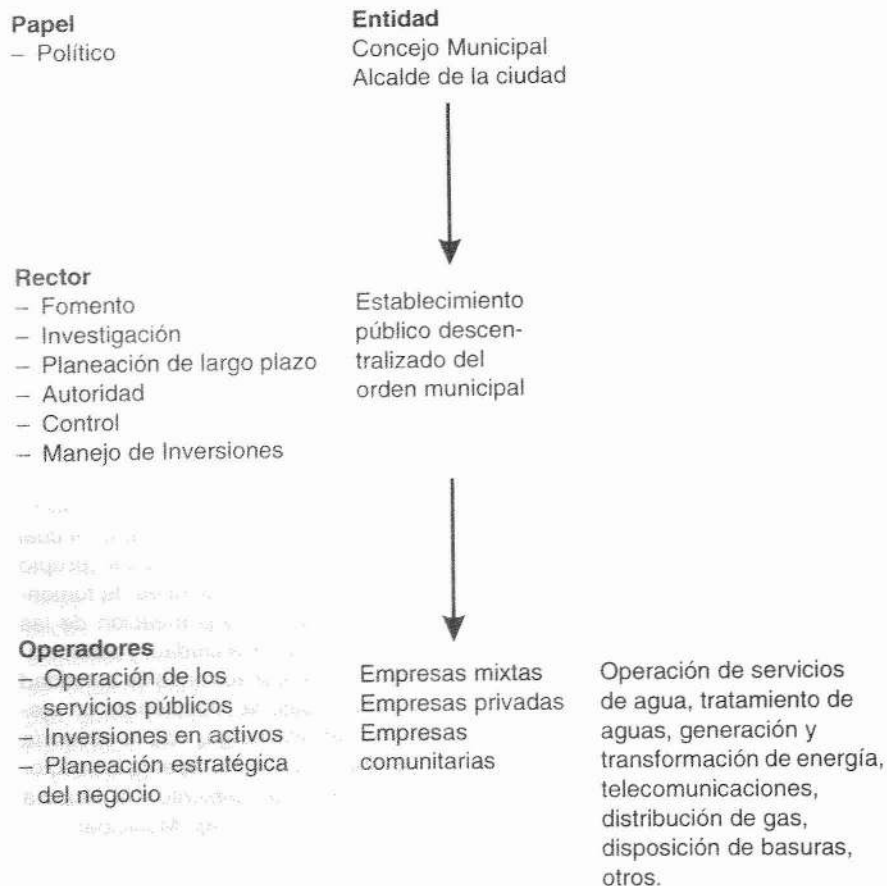 Papel
– Político
Entidad
Concejo Municipal
Alcalde de la ciudad
Rector
– Fomento
– Investigación
– Planeación de largo plazo
– Autoridad
– Control
– Manejo de Inversiones
Establecimiento
público descen-
tralizado del
orden municipal
Operadores
– Operación de los
servicios públicos
– Inversiones en activos
– Planeación estratégica
del negocio
Empresas mixtas
Empresas privadas
Empresas
comunitarias
Operación de servicios
de agua, tratamiento de
aguas, generación y
transformación de energía,
telecomunicaciones,
distribución de gas,
disposición de basuras,
otros.